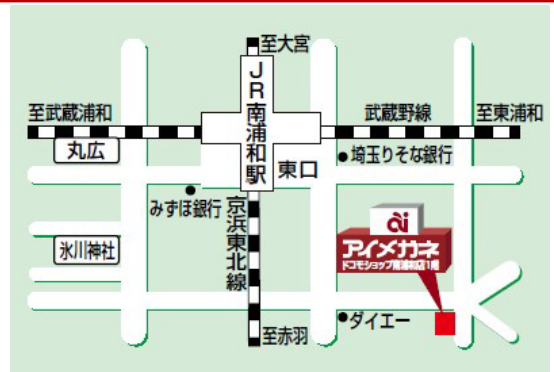 至大宮
JR南浦和駅
至武蔵浦和
武蔵野線
至東浦和
丸広
東口
埼玉りそな銀行
みずほ銀行
京浜東北線
氷川神社
ai
アイメガネ
ドコモショップ南浦和店1階
ダイエー
至赤羽